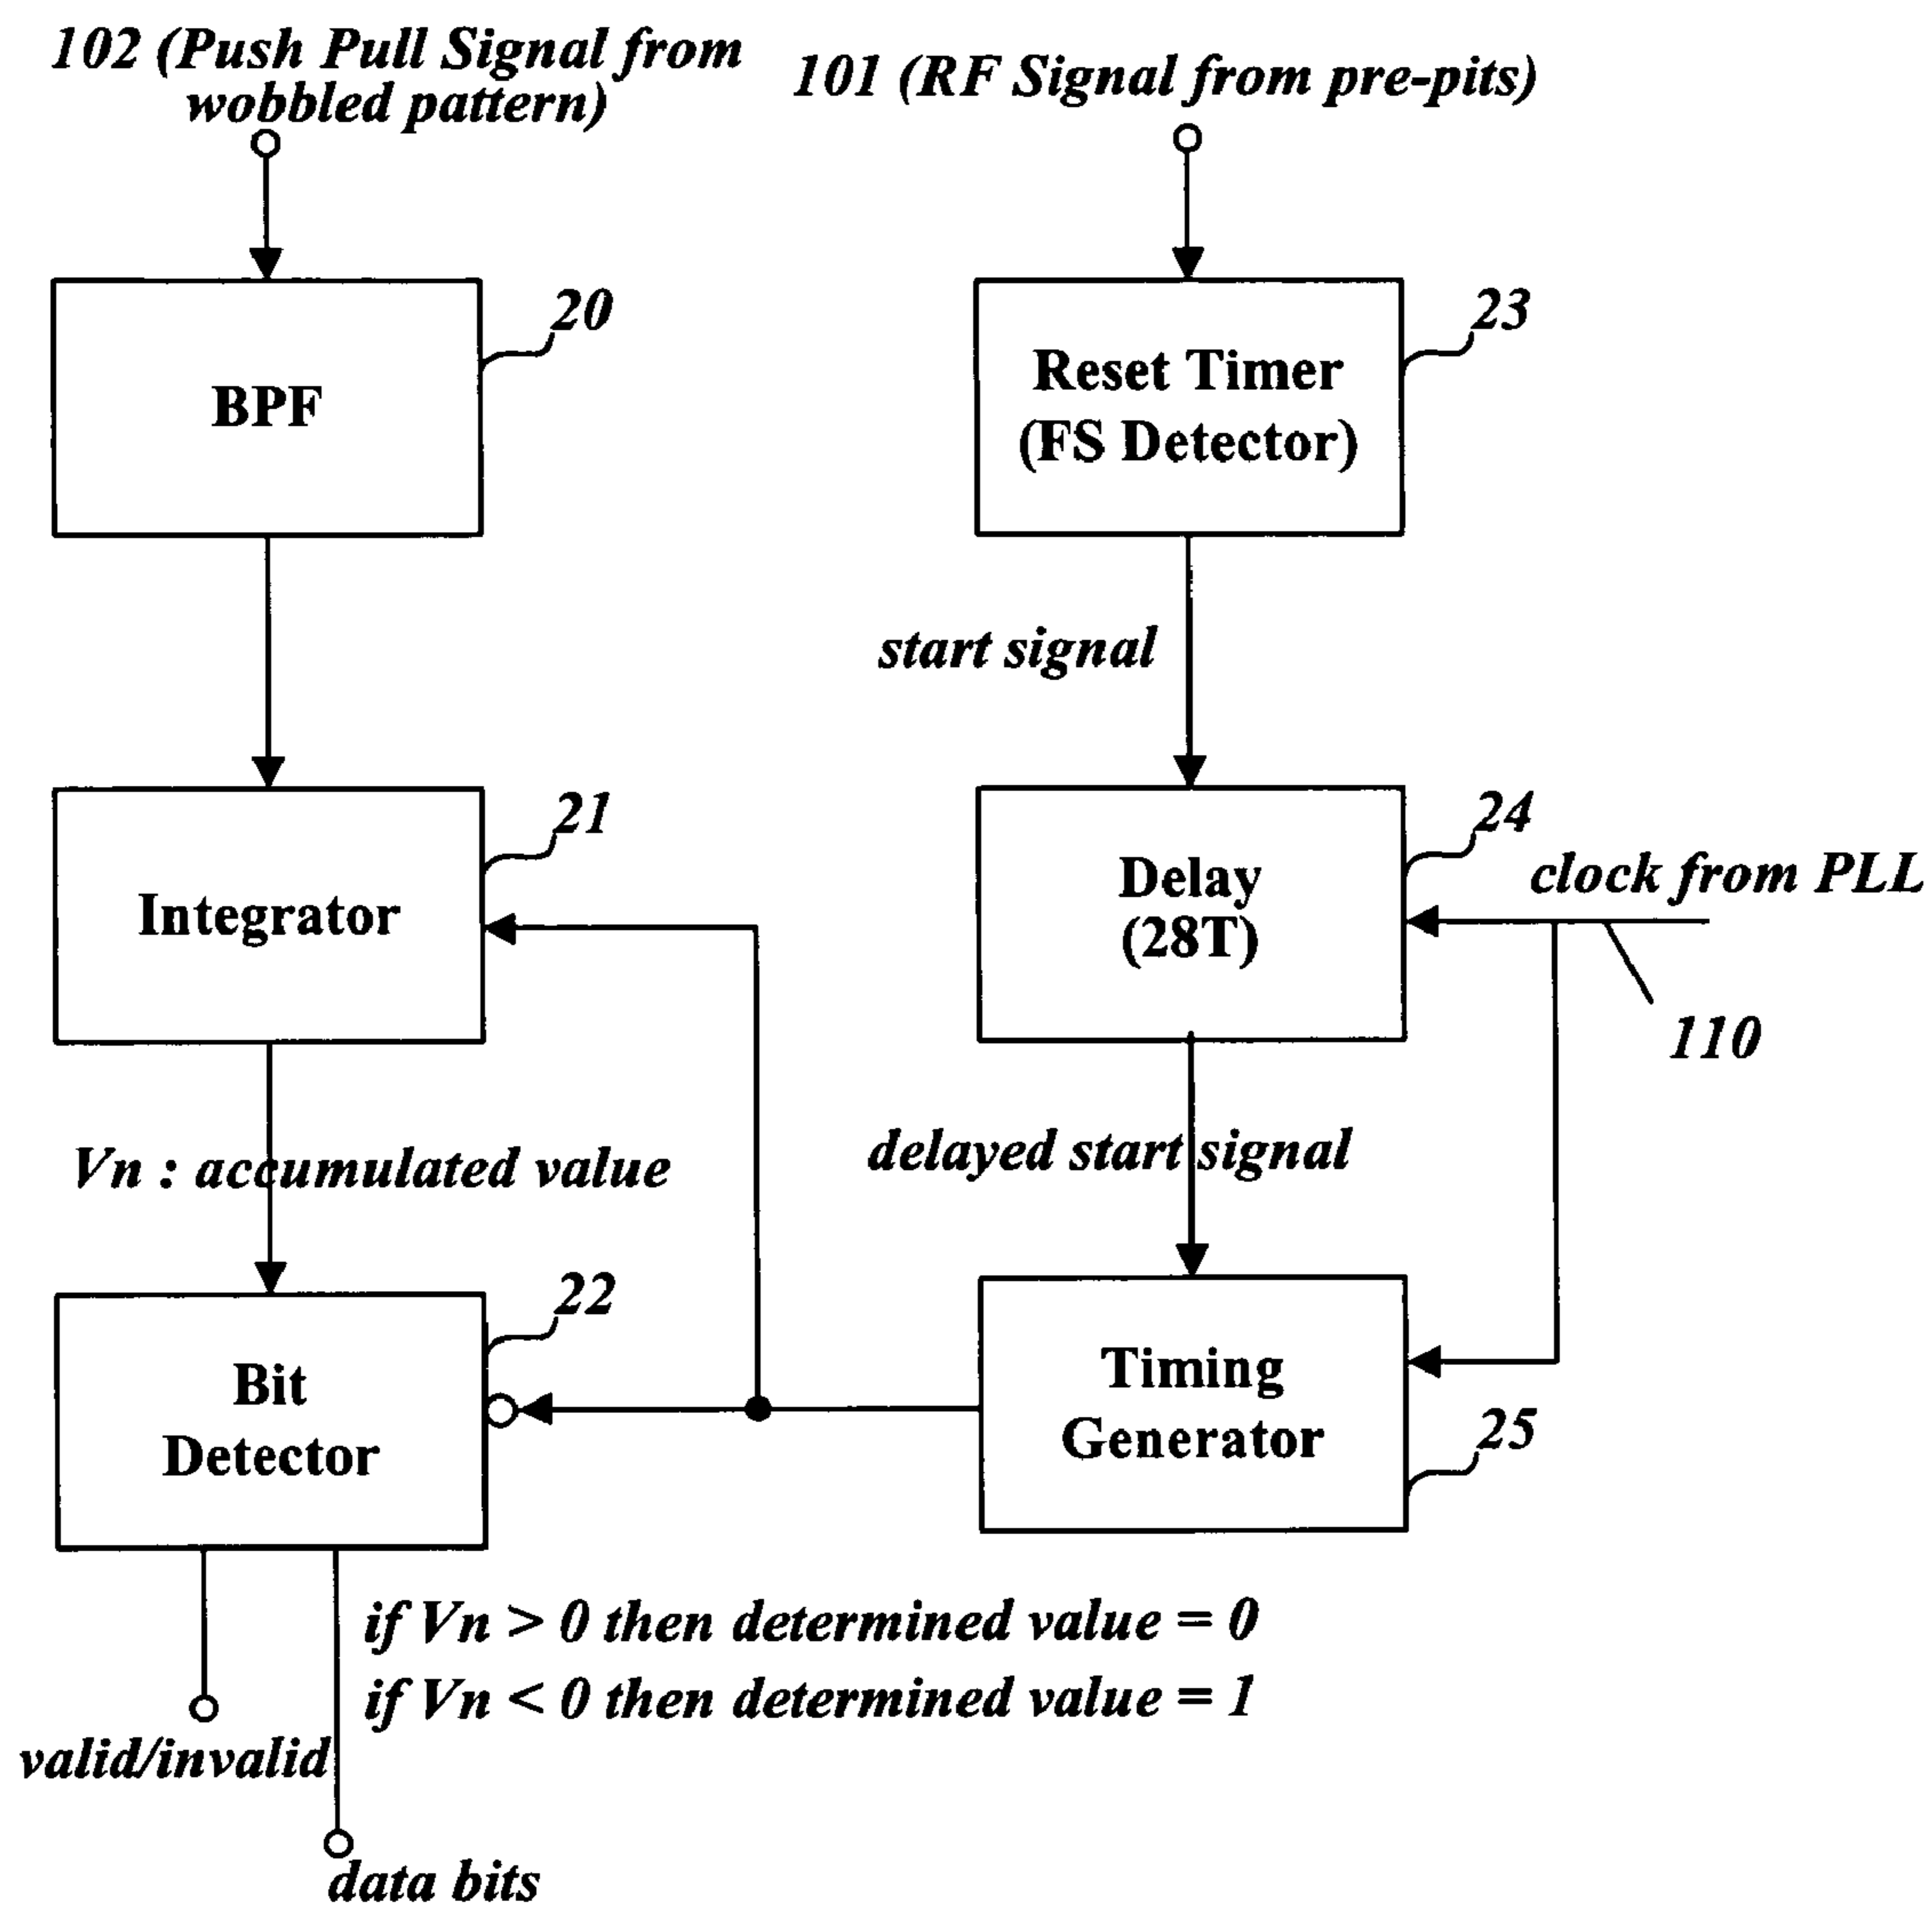 102 (Push Pull Signal from
wobbled pattern)
101 (RF Signal from pre-pits)
20
BPF
23
Reset Timer
(FS Detector)
start signal
21
Integrator
24
Delay
(28T)
clock from PLL
110
Vn : accumulated value
delayed start signal
22
Bit
Detector
Timing
Generator
25
if Vn > 0 then determined value = 0
if Vn < 0 then determined value = 1
valid/invalid
data bits